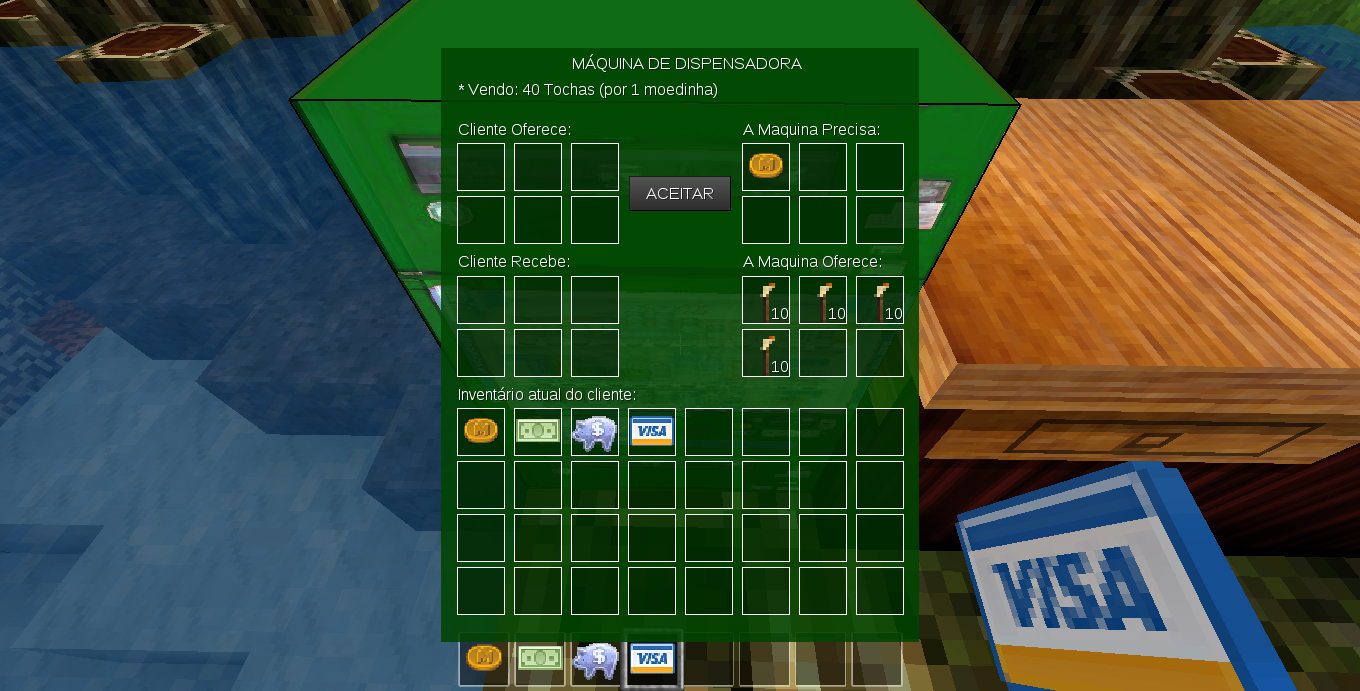 MÁQUINA DE DISPENSADORA
* Vendo: 40 Tochas (por 1 moedinha)
Cliente Oferece:
A Maquina Precisa:
M
ACEITAR
Cliente Recebe:
A Maquina Oferece:
10 10 10
10
Inventário atual do cliente:
M $ VISA
M $ VISA
VISA